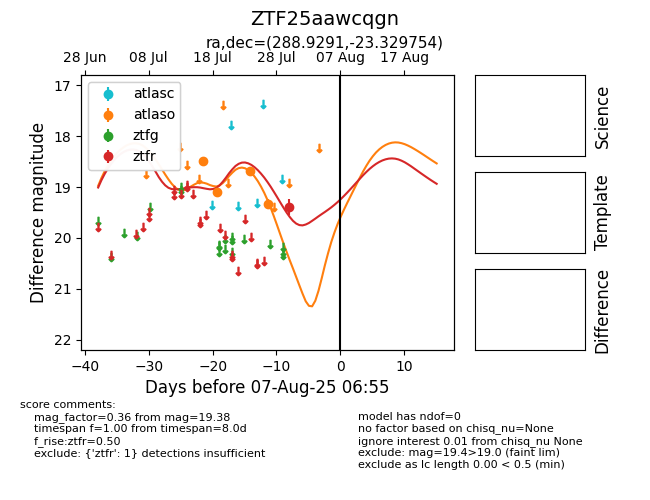 ZTF25aawcqgn
ra,dec=(288.9291,-23.329754)
28 Jun 08 Jul 18 Jul 28 Jul 07 Aug 17 Aug
17
18
19
20
21
22
Difference magnitude
atlasc
atlaso
ztfg
ztfr
−40 −30 −20 −10 0 10
Days before 07-Aug-25 06:55
Science
Template
Difference
score comments:
mag_factor=0.36 from mag=19.38
timespan f=1.00 from timespan=8.0d
f_rise:ztfr=0.50
exclude: {'ztfr': 1} detections insufficient
model has ndof=0
no factor based on chisq_nu=None
ignore interest 0.01 from chisq_nu None
exclude: mag=19.4>19.0 (faint lim)
exclude as lc length 0.00 < 0.5 (min)